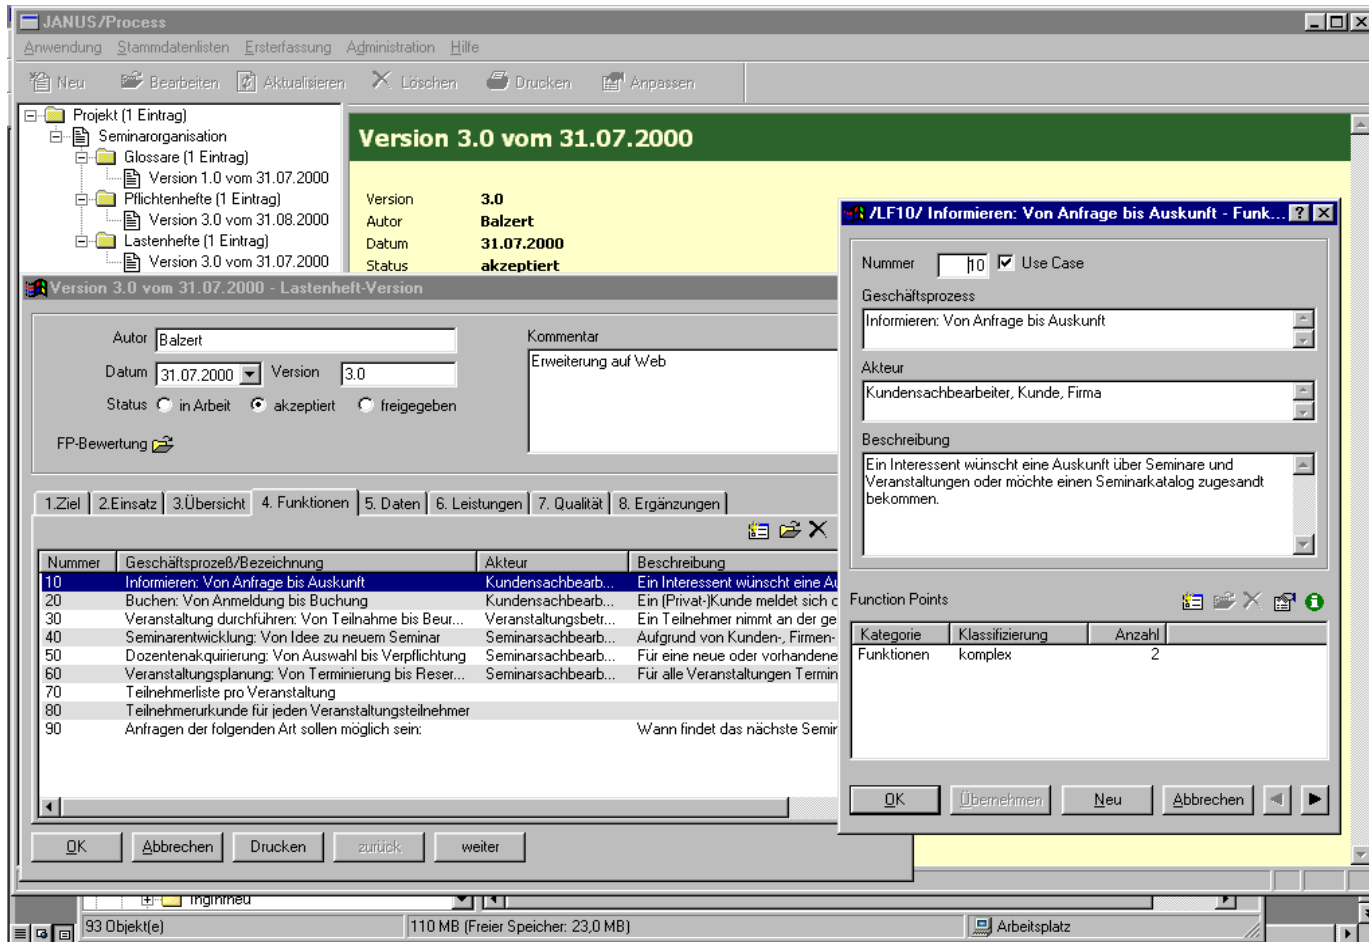 JANUS/Process
Anwendung Stammdatenlisten Ersterfassung Administration Hilfe
Neu Bearbeiten Aktualisieren Löschen Drucken Anpassen
Projekt (1 Eintrag)
Seminarorganisation
Glossare (1 Eintrag)
Version 1.0 vom 31.07.2000
Pflichtenhefte (1 Eintrag)
Version 3.0 vom 31.08.2000
Lastenhefte (1 Eintrag)
Version 3.0 vom 31.07.2000
Version 3.0 vom 31.07.2000
Version 3.0
Autor Balzert
Datum 31.07.2000
Status akzeptiert
Version 3.0 vom 31.07.2000 - Lastenheft-Version
Autor Balzert
Datum 31.07.2000 Version 3.0
Status in Arbeit akzeptiert freigegeben
FP-Bewertung
Kommentar
Erweiterung auf Web
1.Ziel 2.Einsatz 3.Übersicht 4. Funktionen 5. Daten 6. Leistungen 7. Qualität 8. Ergänzungen
Nummer Geschäftsprozeß/Bezeichnung Akteur Beschreibung
10 Informieren: Von Anfrage bis Auskunft Kundensachbearb... Ein Interessent wünscht eine
20 Buchen: Von Anmeldung bis Buchung Kundensachbearb... Ein (Privat-)Kunde meldet sich
30 Veranstaltung durchführen: Von Teilnahme bis Beur... Veranstaltungsbetr... Ein Teilnehmer nimmt an der
40 Seminarentwicklung: Von Idee zu neuem Seminar Seminarsachbearb... Aufgrund von Kunden-, Firmen-
50 Dozentenakquirierung: Von Auswahl bis Verpflichtung Seminarsachbearb... Für eine neue oder vorhandene
60 Veranstaltungsplanung: Von Terminierung bis Reser... Seminarsachbearb... Für alle Veranstaltungen Termin
70 Teilnehmerliste pro Veranstaltung
80 Teilnehmerurkunde für jeden Veranstaltungsteilnehmer
90 Anfragen der folgenden Art sollen möglich sein: Wann findet das nächste Semin
OK Abbrechen Drucken zurück weiter
/LF10/ Informieren: Von Anfrage bis Auskunft - Funk...
Nummer 10 Use Case
Geschäftsprozess
Informieren: Von Anfrage bis Auskunft
Akteur
Kundensachbearbeiter, Kunde, Firma
Beschreibung
Ein Interessent wünscht eine Auskunft über Seminare und
Veranstaltungen oder möchte einen Seminarkatalog zugesandt
bekommen.
Function Points
Kategorie Klassifizierung Anzahl
Funktionen komplex 2
OK Übernehmen Neu Abbrechen
93 Objekt(e) 110 MB (Freier Speicher: 23,0 MB) Arbeitsplatz